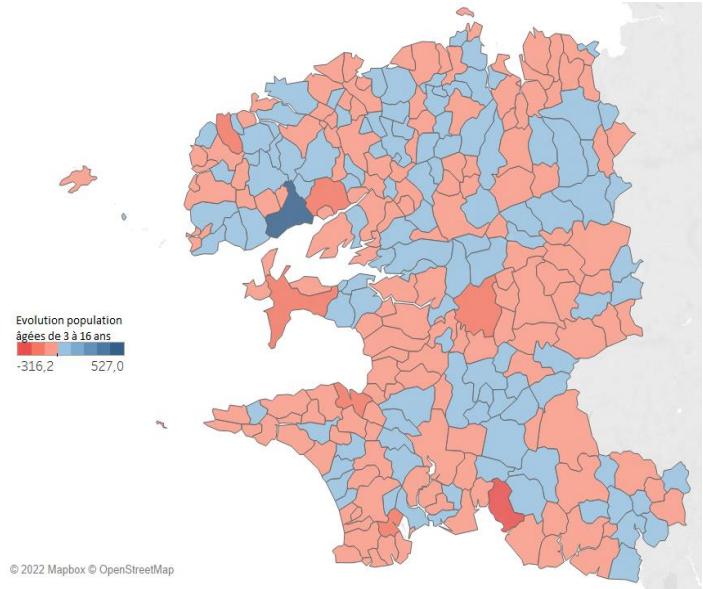 Evolution population
âgées de 3 à 16 ans
-316,2 527,0
© 2022 Mapbox © OpenStreetMap